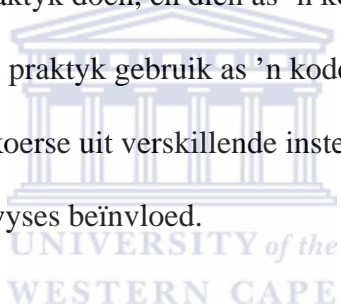 praktyk doen, en dien as ’n ko
praktyk gebruik as ’n kode
koerse uit verskillende inste
wyses beïnvloed.
UNIVERSITY of the
WESTERN CAPE